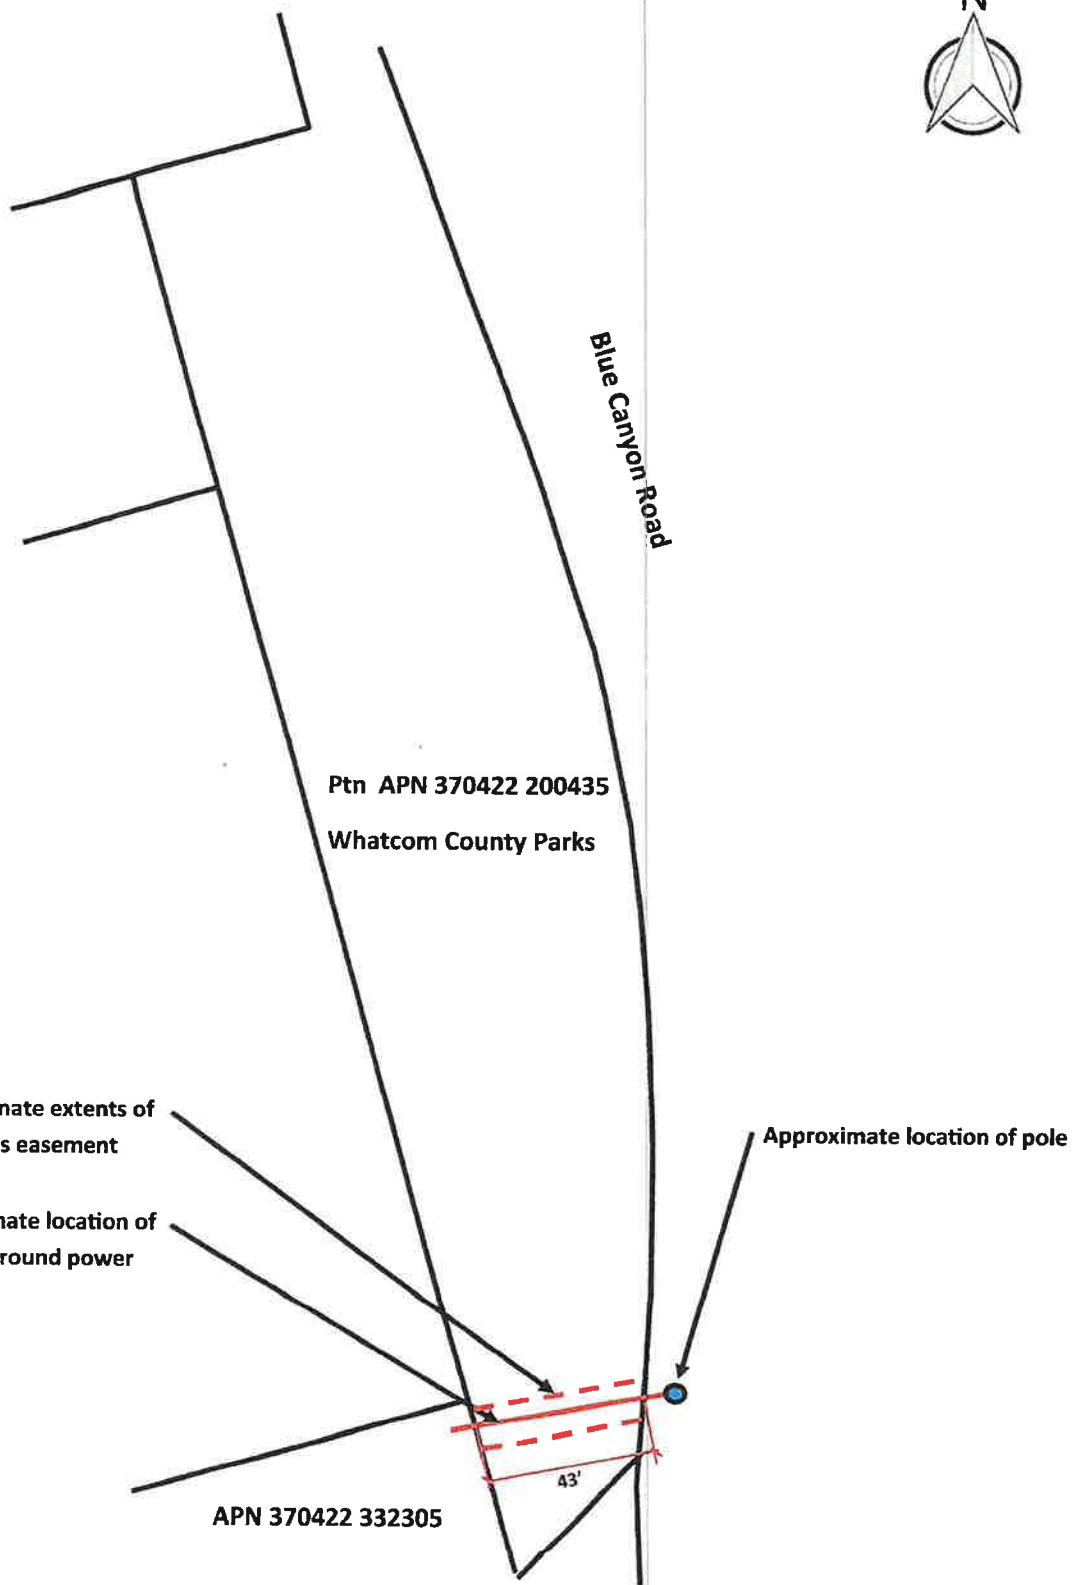 N
Blue Canyon Road
Ptn APN 370422 200435
Whatcom County Parks
nate extents of
s easement
Approximate location of pole
nate location of
round power
43'
APN 370422 332305